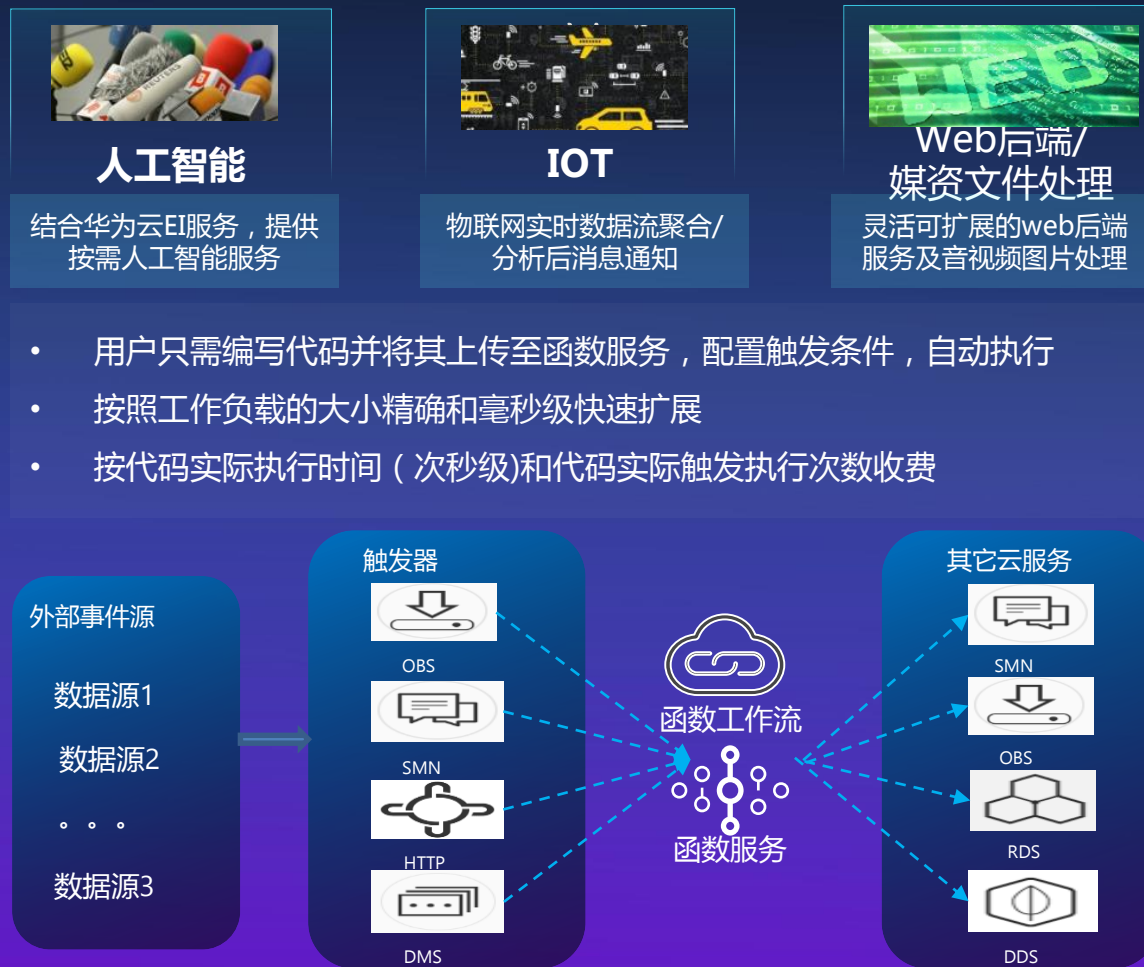 REUTERS
WEB
人工智能
IOT
Web后端/
媒资文件处理
结合华为云EI服务，提供
按需人工智能服务
物联网实时数据流聚合/
分析后消息通知
灵活可扩展的web后端
服务及音视频图片处理
• 用户只需编写代码并将其上传至函数服务，配置触发条件，自动执行
• 按照工作负载的大小精确和毫秒级快速扩展
• 按代码实际执行时间（次秒级)和代码实际触发执行次数收费
外部事件源
数据源1
数据源2
。。。
数据源3
触发器
OBS
SMN
HTTP
DMS
函数工作流
函数服务
其它云服务
SMN
OBS
RDS
DDS